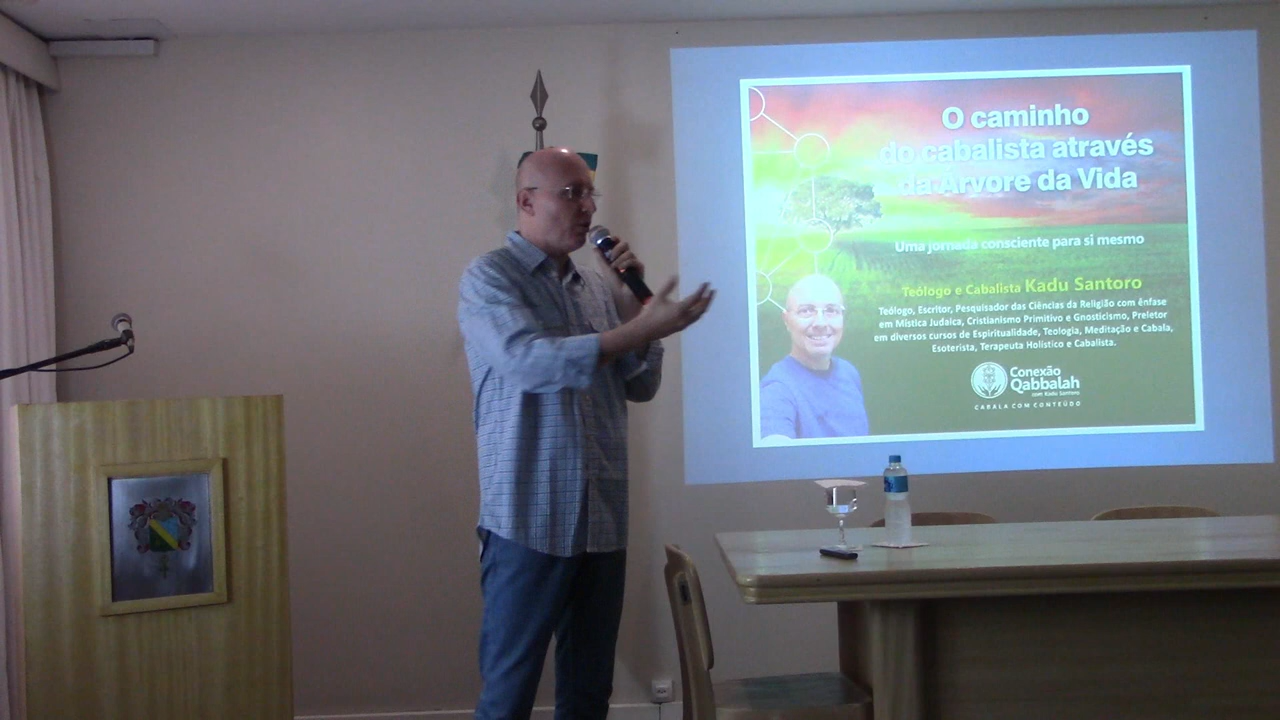 O caminho
do cabalista através
da Árvore da Vida
Uma jornada consciente para si mesmo
Teólogo e Cabalista Kadu Santoro
Teólogo, Escritor, Pesquisador das Ciências da Religião com ênfase
em Mística Judaica, Cristianismo Primitivo e Gnosticismo, Preletor
em diversos cursos de Espiritualidade, Teologia, Meditação e Cabala,
Esoterista, Terapeuta Holístico e Cabalista.
Conexão
Qabbalah
com Kadu Santoro
CABALA COM CONTEÚDO